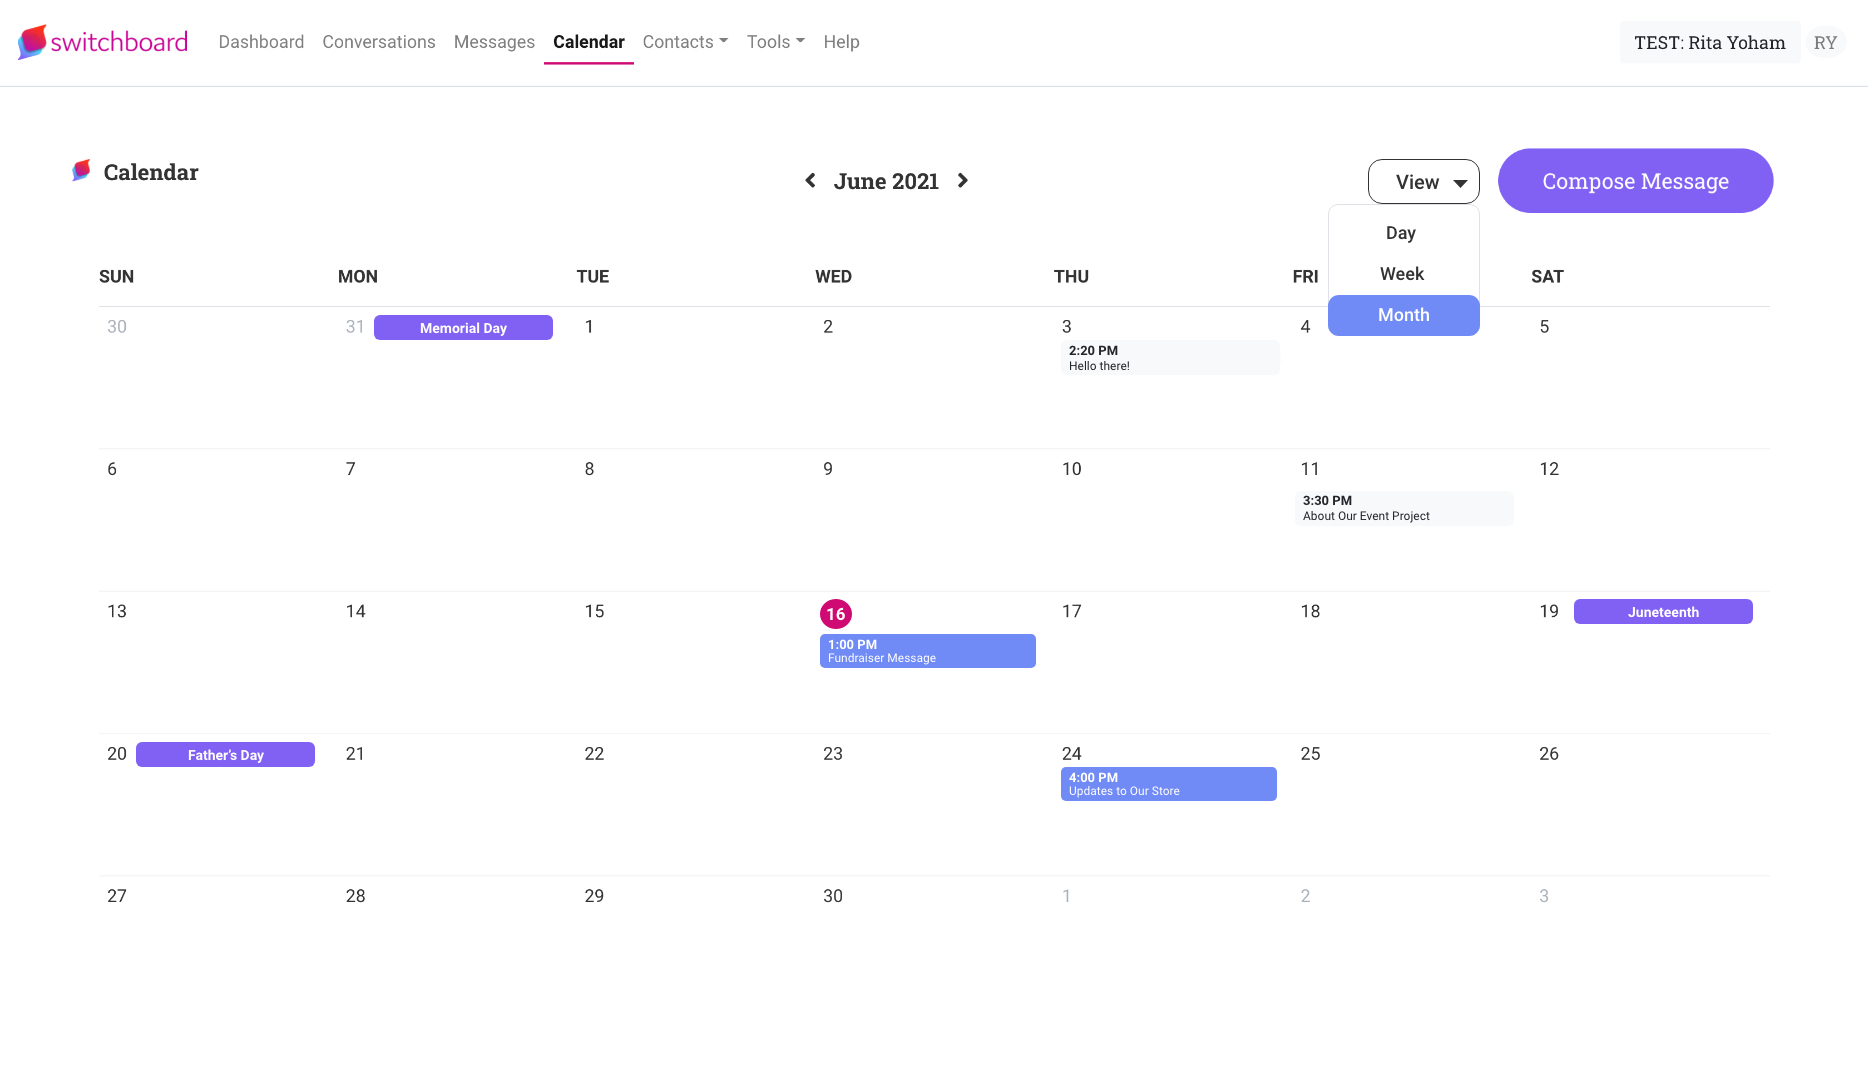 switchboard Dashboard Conversations Messages Calendar Contacts Tools Help TEST: Rita Yoham RY
Calendar June 2021 View Compose Message
Day
Week
Month
SUN MON TUE WED THU FRI SAT
30 31 Memorial Day 1 2 3 4 5
2:20 PM
Hello there!
6 7 8 9 10 11 12
3:30 PM
About Our Event Project
13 14 15 16 17 18 19 Juneteenth
1:00 PM
Fundraiser Message
20 Father's Day 21 22 23 24 25 26
4:00 PM
Updates to Our Store
27 28 29 30 1 2 3